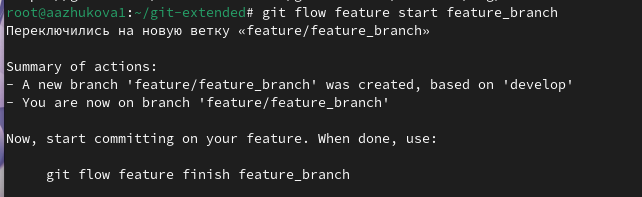 root@aazhukova1:~/git-extended# git flow feature start feature_branch
Переключились на новую ветку «feature/feature_branch»
Summary of actions:
- A new branch 'feature/feature_branch' was created, based on 'develop'
- You are now on branch 'feature/feature_branch'
Now, start committing on your feature. When done, use:
git flow feature finish feature_branch